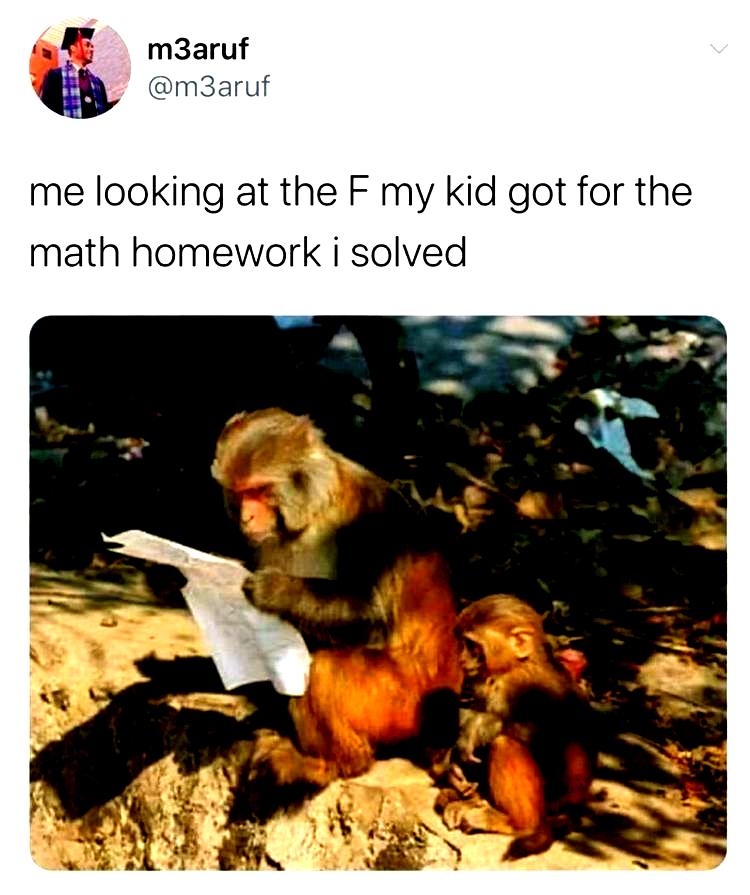 m3aruf
@m3aruf
me looking at the F my kid got for the
math homework i solved